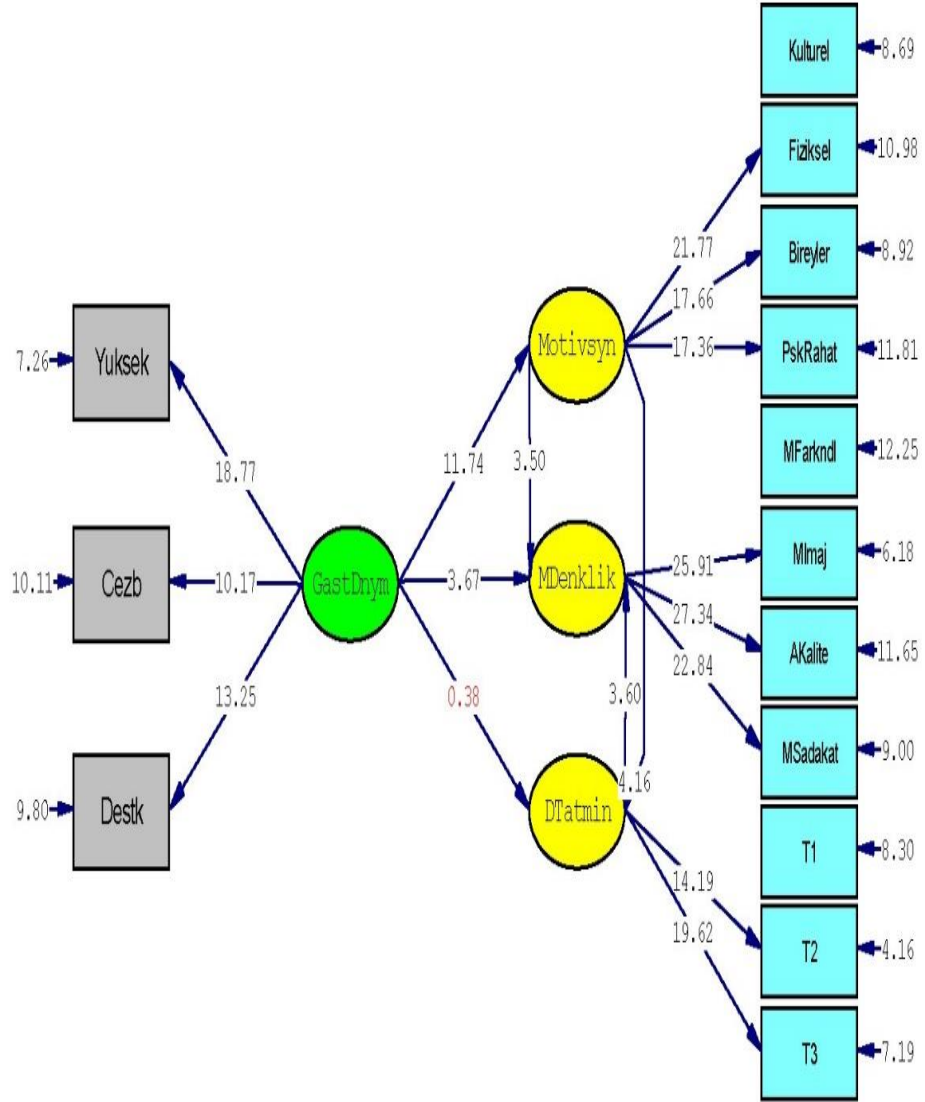 Kulturel
8.69
Fiziksel
10.98
Bireyler
8.92
PskRahat
11.81
MFarkndl
12.25
MImaj
6.18
AKalite
11.65
MSadakat
9.00
T1
8.30
T2
4.16
T3
7.19
21.77
17.66
17.36
Motivsyn
3.50
11.74
7.26
Yuksek
18.77
10.11
Cezb
10.17
GastDnym
3.67
MDenklik
25.91
27.34
22.84
3.60
4.16
13.25
0.38
9.80
Destk
DTatmin
14.19
19.62